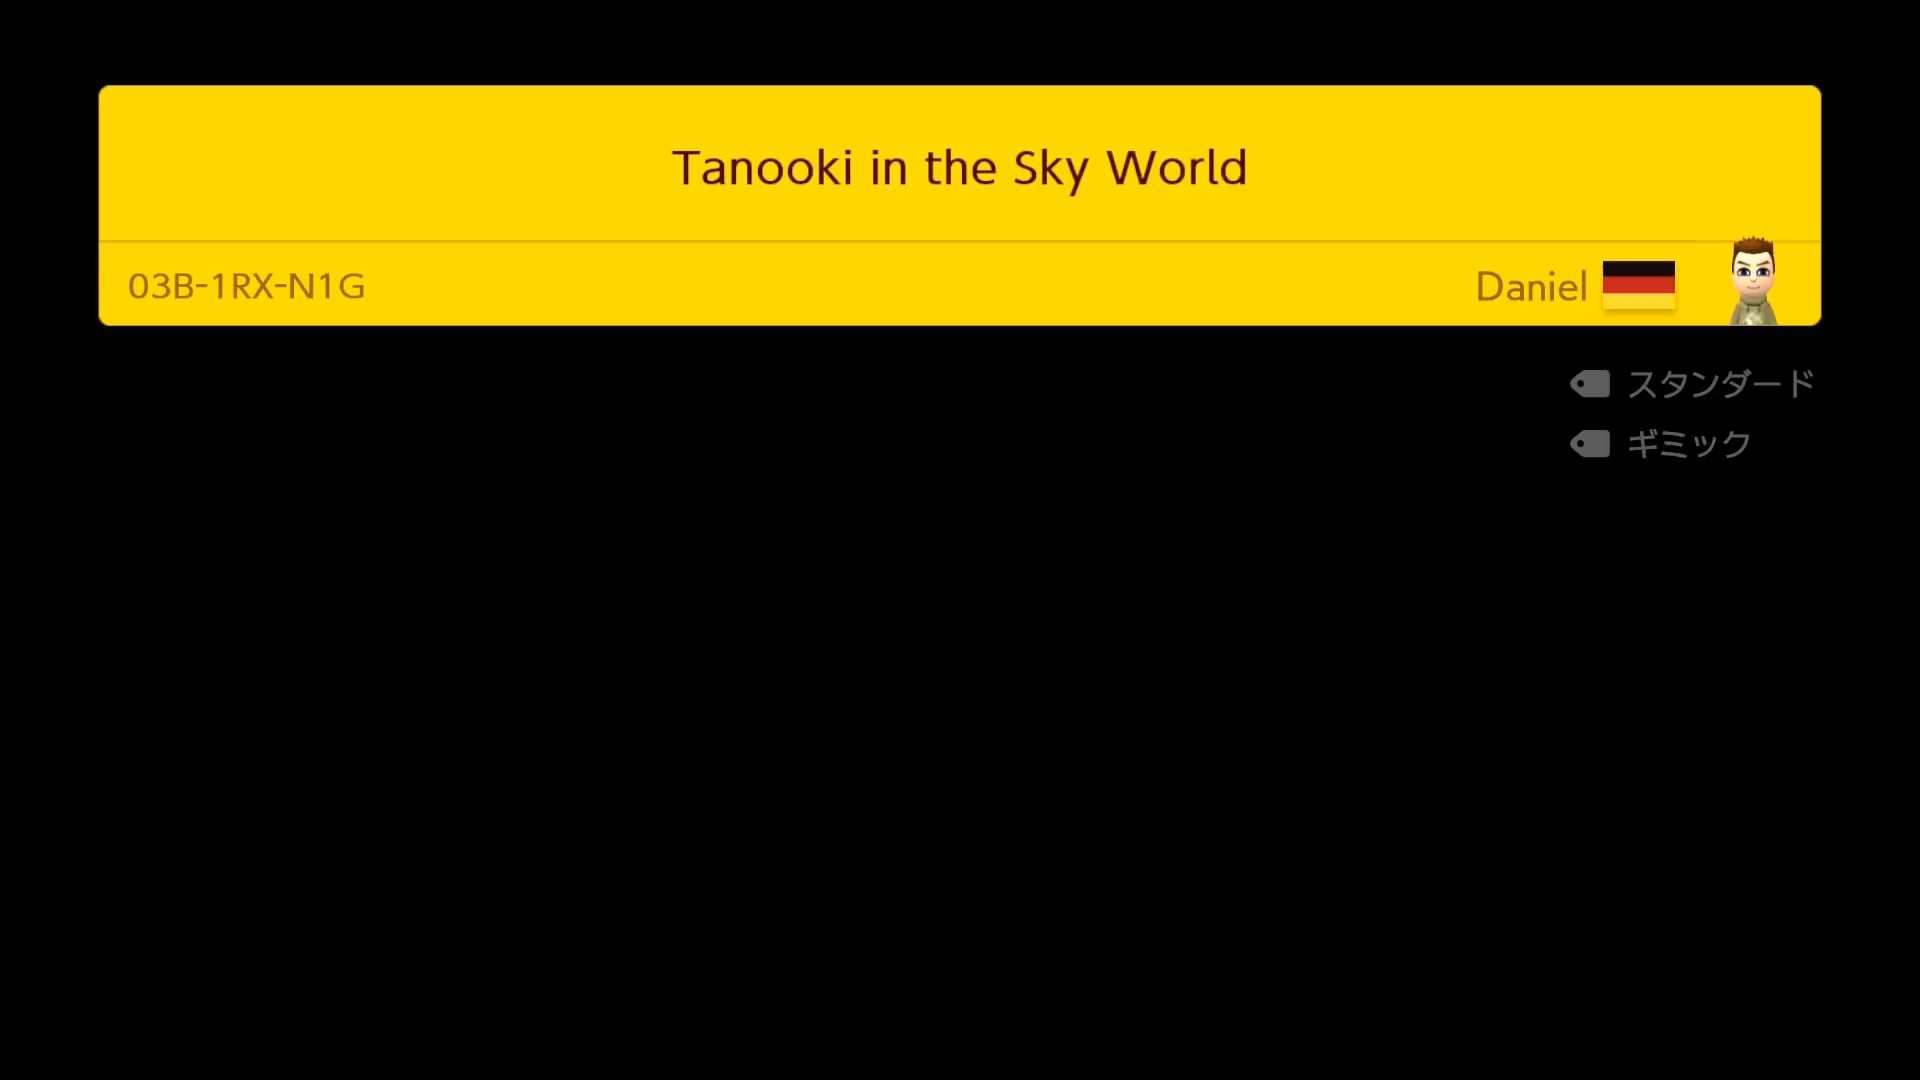 Tanooki in the Sky World
03B-1RX-N1G
Daniel
スタンダード
ギミック